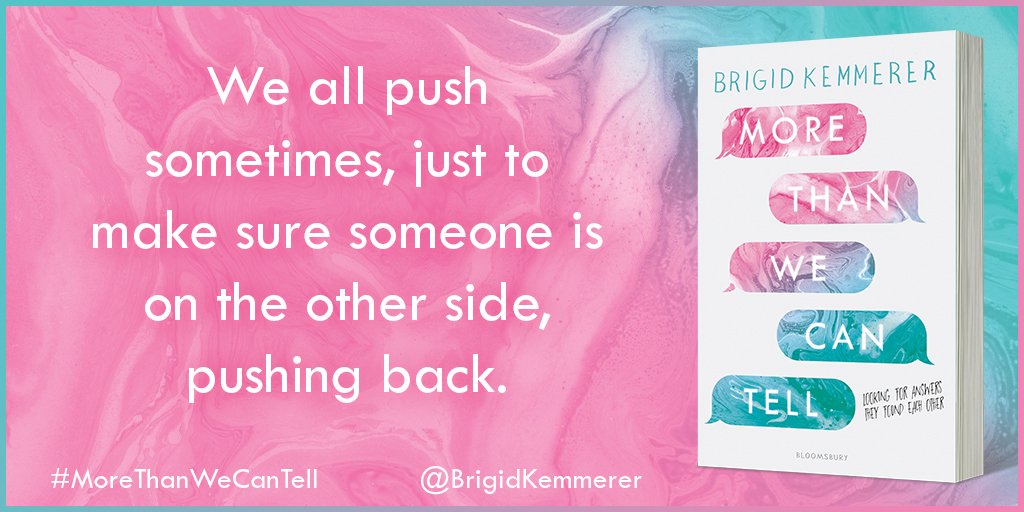 We all push
sometimes, just to
make sure someone is
on the other side,
pushing back.
#MoreThanWeCanTell
@BrigidKemmerer
BRIGID KEMMERER
MORE
THAN
WE
CAN
TELL
LOOKING FOR ANSWERS
THEY FOUND EACH OTHER
BLOOMSBURY